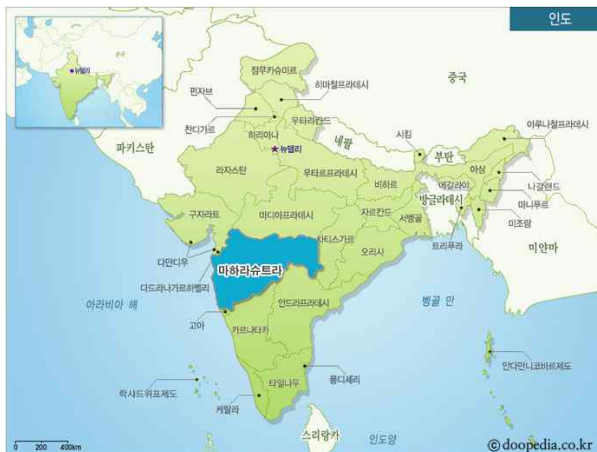 인도
뉴델리
중국
잠무카슈미르
히마찰프라데시
펀자브
찬디가르
우타라칸드
하리아나
뉴델리
네팔
시킴
부탄
아루나찰프라데시
파키스탄
라자스탄
우타르프라데시
비하르
아삼
메갈라야
나갈랜드
마니푸르
방글라데시
구자라트
마디아프라데시
자르칸드
서벵골
미조람
차티스가르
트리푸라
미얀마
오리사
다만디우
마하라슈트라
다드라나가르하벨리
아라비아 해
벵골 만
안드라프라데시
고아
카르나타카
안다만니코바르제도
퐁디셰리
타밀나두
락샤드위프제도
케랄라
스리랑카
인도양
0 200 400km
ⓒdoopedia.co.kr